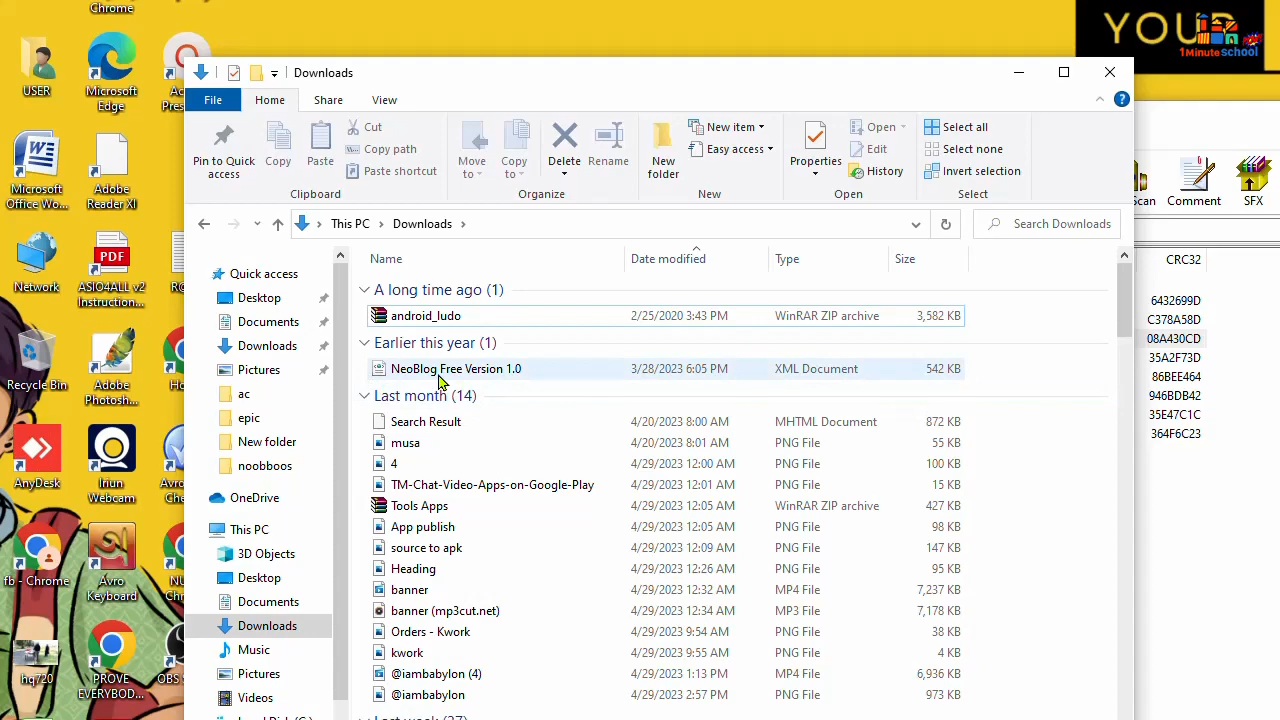 Chrome
YOUR
1MinuteSchool
Downloads
USER
Microsoft
Edge
File
Home
Share
View
Pin to Quick
access
Copy
Paste
Cut
Copy path
Paste shortcut
Clipboard
Move
to
Copy
to
Delete
Rename
Organize
New
folder
New item
Easy access
New
Properties
Open
Edit
History
Open
Select all
Select none
Invert selection
Select
Comment
SFX
Microsoft
Office Wo...
Adobe
Reader XI
This PC
Downloads
Search Downloads
Name
Date modified
Type
Size
CRC32
Network
ASIO4ALL v2
Instruction...
Quick access
Desktop
Documents
Downloads
Pictures
ac
epic
New folder
noobboos
OneDrive
This PC
3D Objects
Desktop
Documents
Downloads
Music
Pictures
Videos
A long time ago (1)
android_ludo 2/25/2020 3:43 PM WinRAR ZIP archive 3,582 KB
Earlier this year (1)
NeoBlog Free Version 1.0 3/28/2023 6:05 PM XML Document 542 KB
Last month (14)
Search Result 4/20/2023 8:00 AM MHTML Document 872 KB
musa 4/20/2023 8:01 AM PNG File 55 KB
4 4/29/2023 12:00 AM PNG File 100 KB
TM-Chat-Video-Apps-on-Google-Play 4/29/2023 12:01 AM PNG File 15 KB
Tools Apps 4/29/2023 12:05 AM WinRAR ZIP archive 427 KB
App publish 4/29/2023 12:05 AM PNG File 98 KB
source to apk 4/29/2023 12:09 AM PNG File 147 KB
Heading 4/29/2023 12:26 AM PNG File 95 KB
banner 4/29/2023 12:32 AM MP4 File 7,237 KB
banner (mp3cut.net) 4/29/2023 12:34 AM MP3 File 7,178 KB
Orders - Kwork 4/29/2023 9:54 AM PNG File 38 KB
kwork 4/29/2023 9:55 AM PNG File 4 KB
@iambabylon (4) 4/29/2023 1:13 PM MP4 File 6,936 KB
@iambabylon 4/29/2023 2:57 PM PNG File 973 KB
6432699D
C378A58D
08A430CD
35A2F73D
86BEE464
946BDB42
35E47C1C
364F6C23
Recycle Bin
Adobe
Photosh...
AnyDesk
Iriun
Webcam
fb - Chrome
Avro
Keyboard
hq720
PROVE
EVERYBOD...
OBS